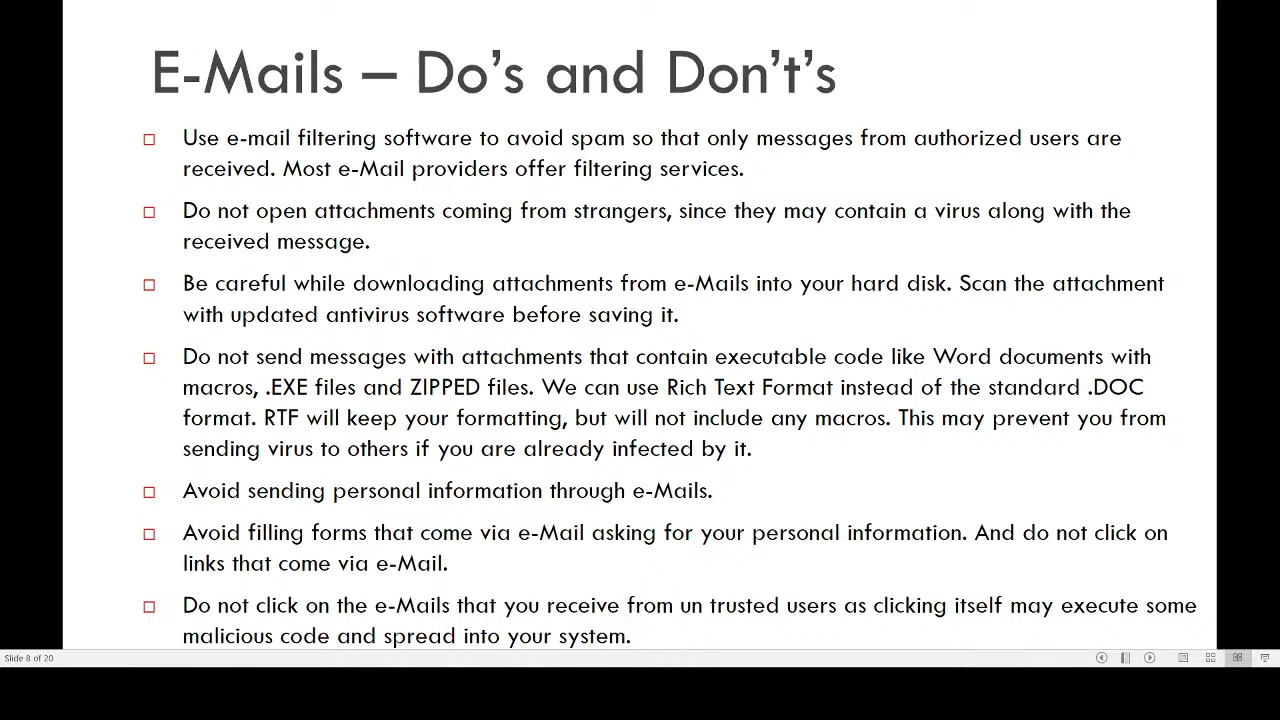 E-Mails – Do’s and Don’t’s
Use e-mail filtering software to avoid spam so that only messages from authorized users are
received. Most e-Mail providers offer filtering services.
Do not open attachments coming from strangers, since they may contain a virus along with the
received message.
Be careful while downloading attachments from e-Mails into your hard disk. Scan the attachment
with updated antivirus software before saving it.
Do not send messages with attachments that contain executable code like Word documents with
macros, .EXE files and ZIPPED files. We can use Rich Text Format instead of the standard .DOC
format. RTF will keep your formatting, but will not include any macros. This may prevent you from
sending virus to others if you are already infected by it.
Avoid sending personal information through e-Mails.
Avoid filling forms that come via e-Mail asking for your personal information. And do not click on
links that come via e-Mail.
Do not click on the e-Mails that you receive from un trusted users as clicking itself may execute some
malicious code and spread into your system.
Slide 8 of 20